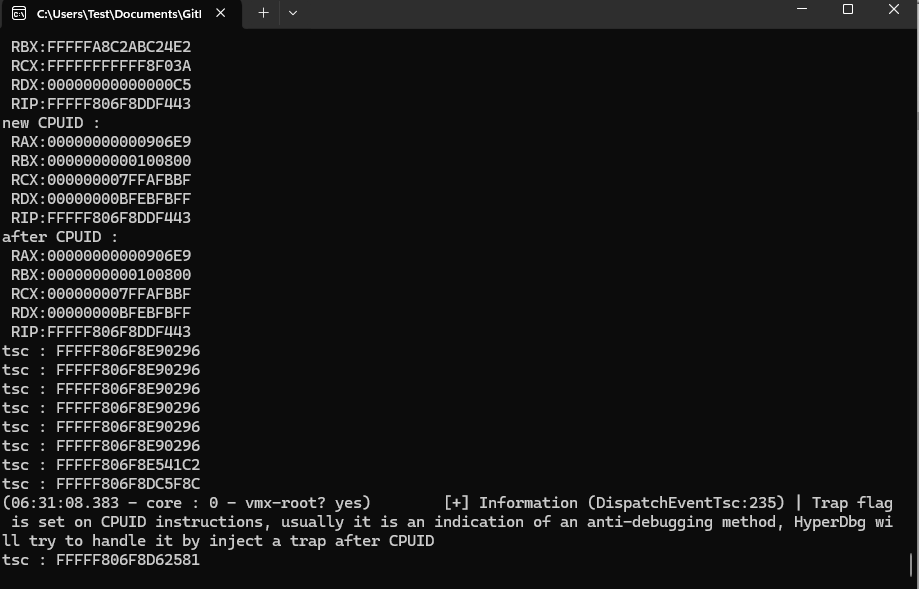 C:\Users\Test\Documents\Gitl
RBX:FFFFFA8C2ABC24E2
RCX:FFFFFFFFFFF8F03A
RDX:00000000000000C5
RIP:FFFFF806F8DDF443
new CPUID :
RAX:00000000000906E9
RBX:0000000000100800
RCX:000000007FFAFBBF
RDX:00000000BFEBFBFF
RIP:FFFFF806F8DDF443
after CPUID :
RAX:00000000000906E9
RBX:0000000000100800
RCX:000000007FFAFBBF
RDX:00000000BFEBFBFF
RIP:FFFFF806F8DDF443
tsc : FFFFF806F8E90296
tsc : FFFFF806F8E90296
tsc : FFFFF806F8E90296
tsc : FFFFF806F8E90296
tsc : FFFFF806F8E90296
tsc : FFFFF806F8E90296
tsc : FFFFF806F8E541C2
tsc : FFFFF806F8DC5F8C
(06:31:08.383 - core : 0 - vmx-root? yes)        [+] Information (DispatchEventTsc:235) | Trap flag
is set on CPUID instructions, usually it is an indication of an anti-debugging method, HyperDbg wi
ll try to handle it by inject a trap after CPUID
tsc : FFFFF806F8D62581